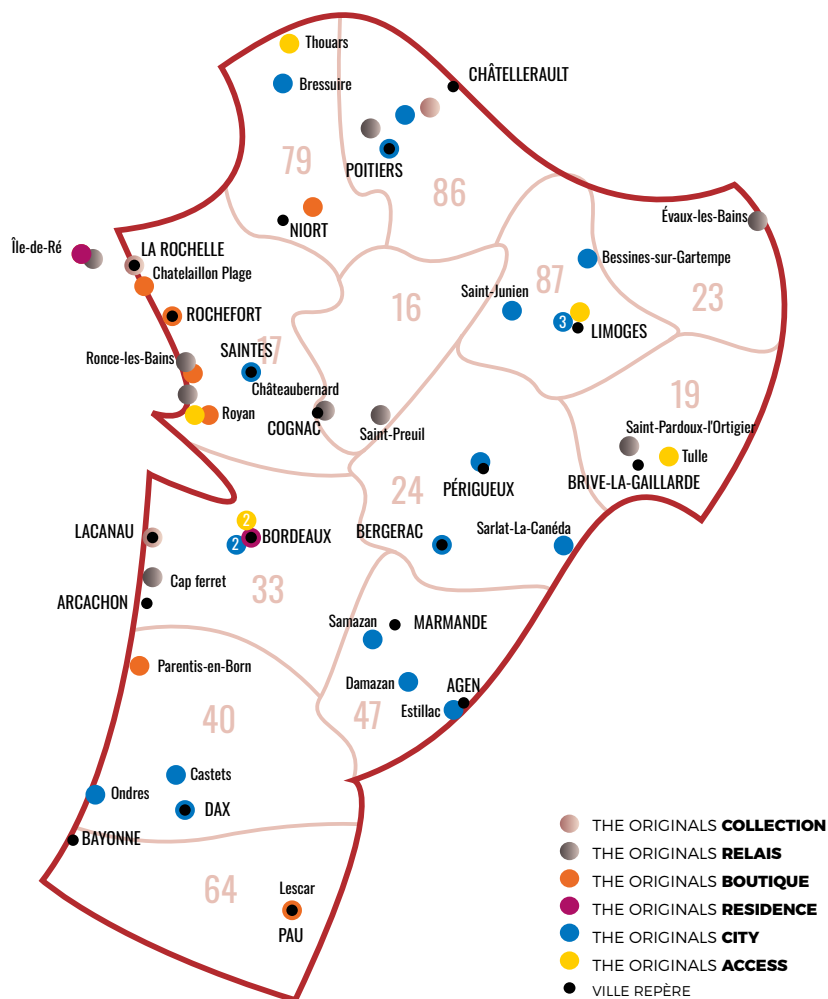 Thouars
CHÂTELLERAULT
Bressuire
79
POITIERS
86
Évaux-les-Bains
NIORT
Île-de-Ré
LA ROCHELLE
Chatelaillon Plage
Bessines-sur-Gartempe
87
23
Saint-Junien
16
ROCHEFORT
3
LIMOGES
SAINTES
17
Ronce-les-Bains
Châteaubernard
19
Royan
COGNAC
Saint-Preuil
Saint-Pardoux-l'Ortigier
Tulle
BRIVE-LA-GAILLARDE
24
PÉRIGUEUX
2
LACANAU
2
BORDEAUX
BERGERAC
Sarlat-La-Canéda
33
Cap ferret
ARCACHON
Samazan
MARMANDE
Parentis-en-Born
Damazan
AGEN
47
Estillac
40
Castets
Ondres
DAX
BAYONNE
64
Lescar
PAU
THE ORIGINALS COLLECTION
THE ORIGINALS RELAIS
THE ORIGINALS BOUTIQUE
THE ORIGINALS RESIDENCE
THE ORIGINALS CITY
THE ORIGINALS ACCESS
VILLE REPÈRE